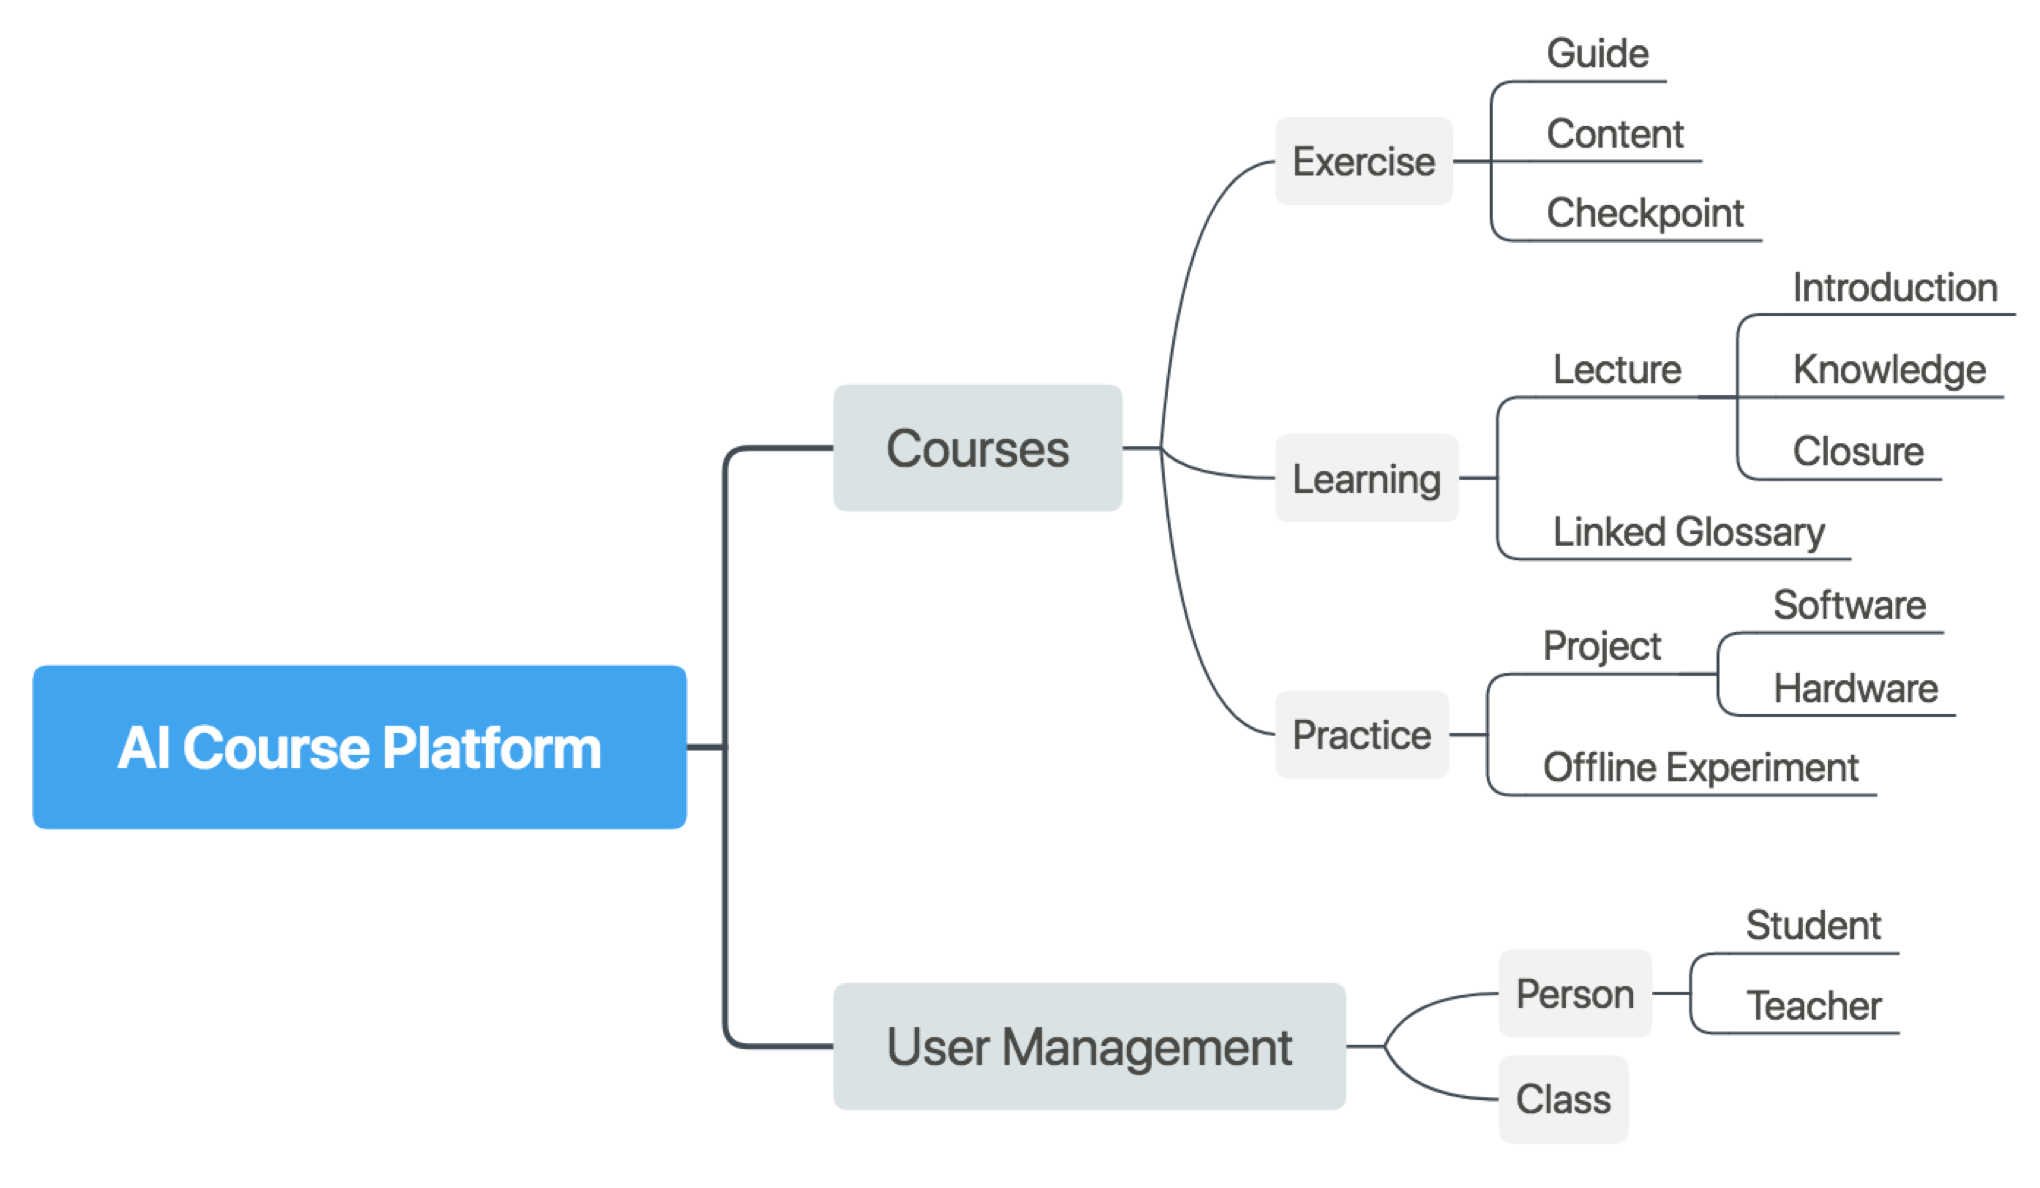 AI Course Platform
Courses
Exercise
Guide
Content
Checkpoint
Learning
Lecture
Introduction
Knowledge
Closure
Linked Glossary
Practice
Project
Software
Hardware
Offline Experiment
User Management
Person
Student
Teacher
Class